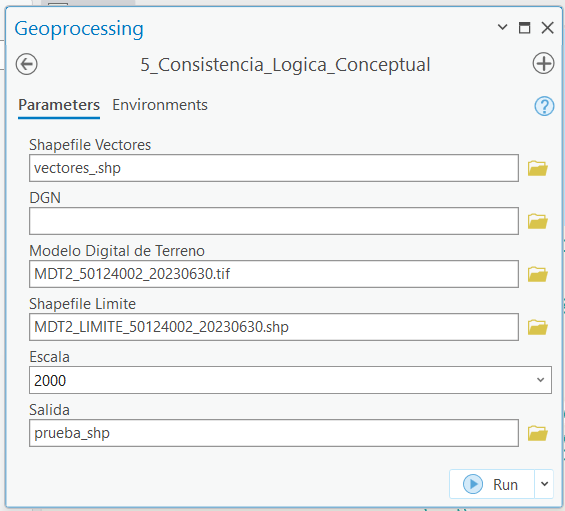 Geoprocessing
5_Consistencia_Logica_Conceptual
Parameters Environments
?
Shapefile Vectores
vectores_.shp
DGN
Modelo Digital de Terreno
MDT2_50124002_20230630.tif
Shapefile Limite
MDT2_LIMITE_50124002_20230630.shp
Escala
2000
Salida
prueba_shp
Run